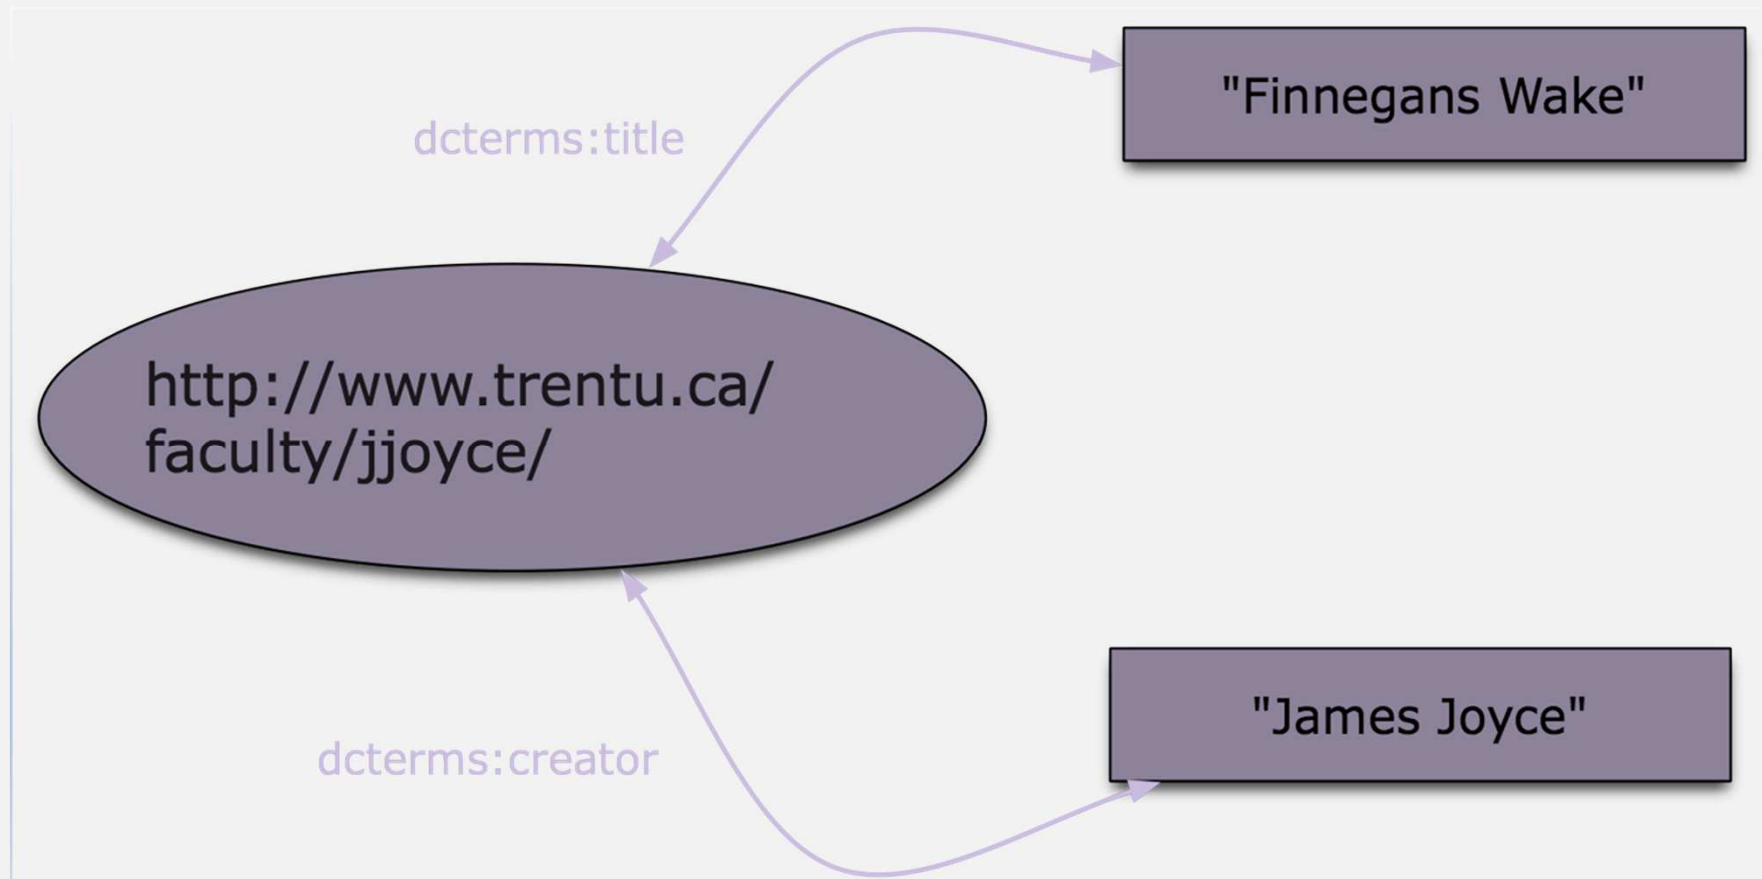 "Finnegans Wake"
dcterms:title
http://www.trentu.ca/
faculty/jjoyce/
"James Joyce"
dcterms:creator